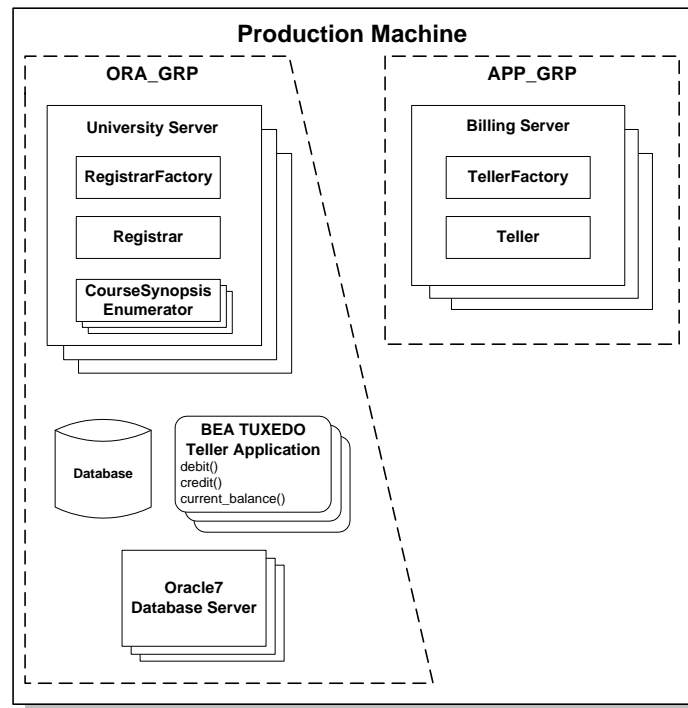 Production Machine
ORA_GRP
University Server
RegistrarFactory
Registrar
CourseSynopsis
Enumerator
Database
BEA TUXEDO
Teller Application
debit()
credit()
current_balance()
Oracle7
Database Server
APP_GRP
Billing Server
TellerFactory
Teller